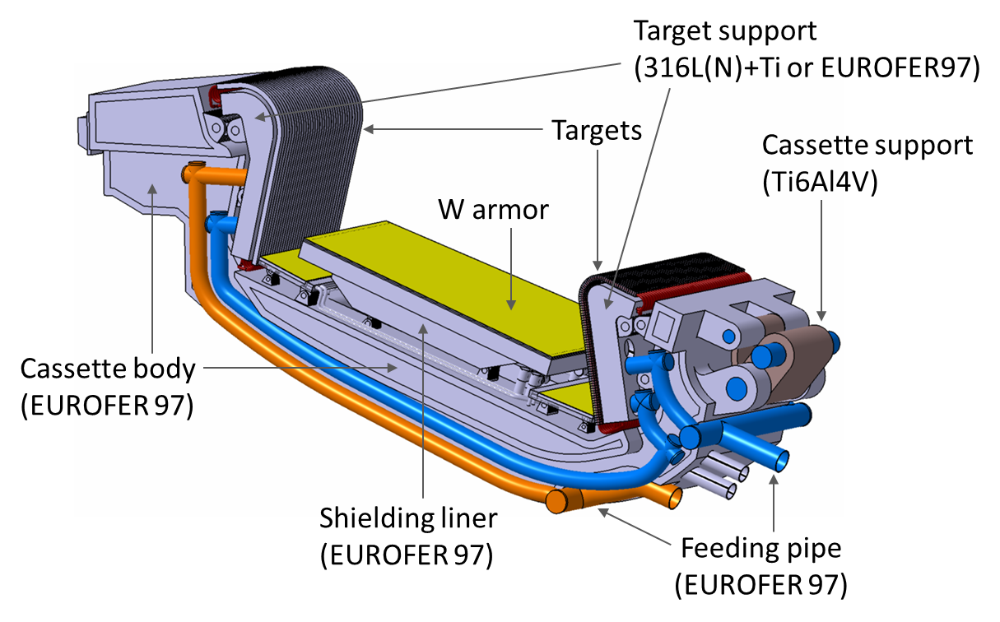 Target support
(316L(N)+Ti or EUROFER97)
Targets
Cassette support
(Ti6Al4V)
W armor
Cassette body
(EUROFER 97)
Shielding liner
(EUROFER 97)
Feeding pipe
(EUROFER 97)